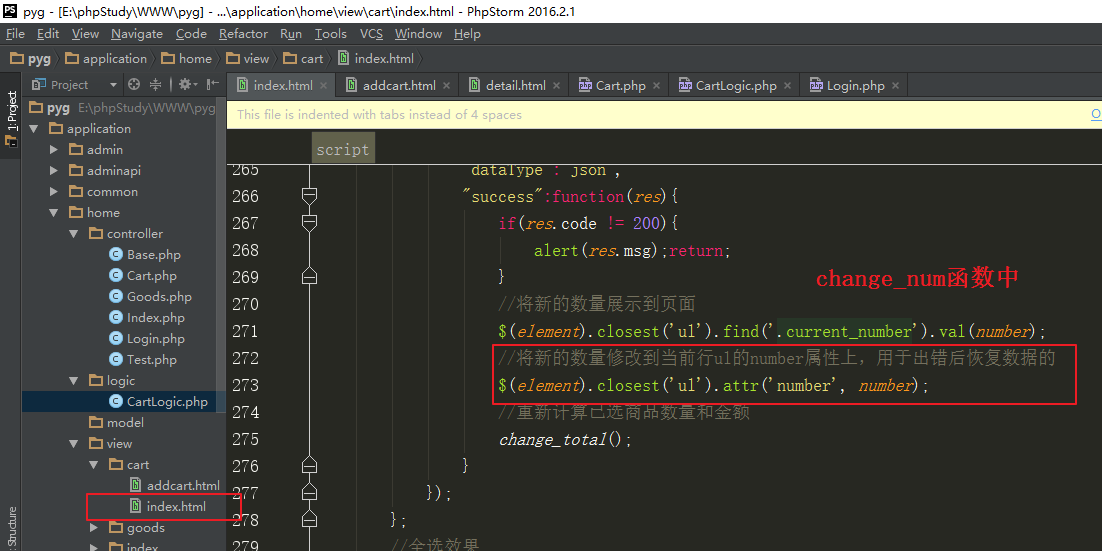 pyg - [E:\phpStudy\WWW\pyg] - ...\application\home\view\cart\index.html - PhpStorm 2016.2.1
File Edit View Navigate Code Refactor Run Tools VCS Window Help
pyg application home view cart index.html
Project
index.html addcart.html detail.html Cart.php CartLogic.php Login.php
1: Project
pyg E:\phpStudy\WWW\pyg
application
admin
adminapi
common
home
controller
Base.php
Cart.php
Goods.php
Index.php
Login.php
Test.php
logic
CartLogic.php
model
view
cart
addcart.html
index.html
goods
index
Structure
This file is indented with tabs instead of 4 spaces
script
265 dataType : json ,
266 "success":function(res){
267 if(res.code != 200){
268 alert(res.msg);return;
269 }
change_num函数中
270 //将新的数量展示到页面
271 $(element).closest('ul').find('.current_number').val(number);
272 //将新的数量修改到当前行ul的number属性上，用于出错后恢复数据的
273 $(element).closest('ul').attr('number', number);
274 //重新计算已选商品数量和金额
275 change_total();
276 }
277 });
278 };
279 //全选效果